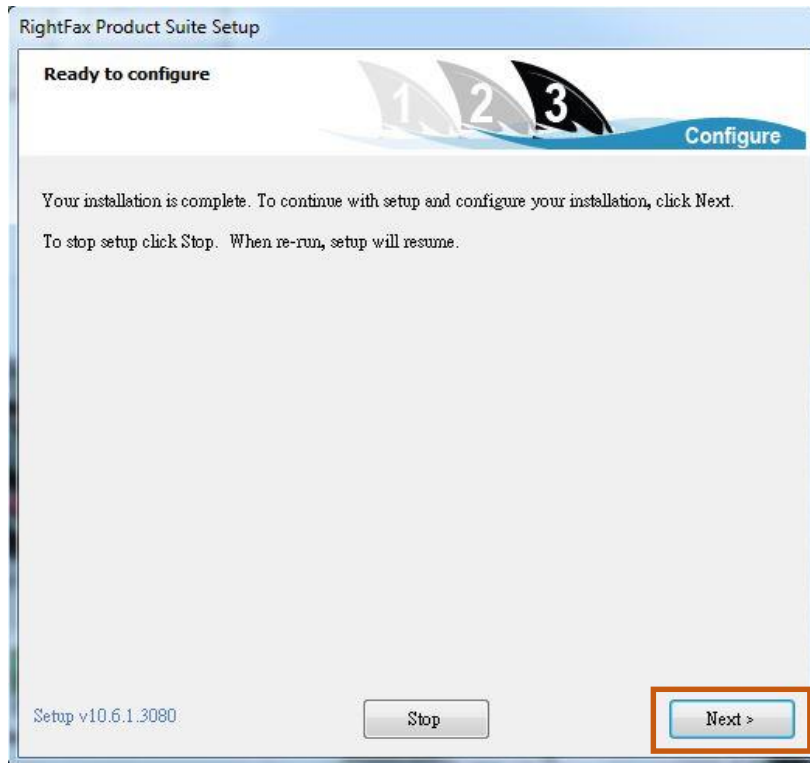 RightFax Product Suite Setup
Ready to configure
1 2 3
Configure
Your installation is complete. To continue with setup and configure your installation, click Next.
To stop setup click Stop. When re-run, setup will resume.
Setup v10.6.1.3080
Stop
Next >